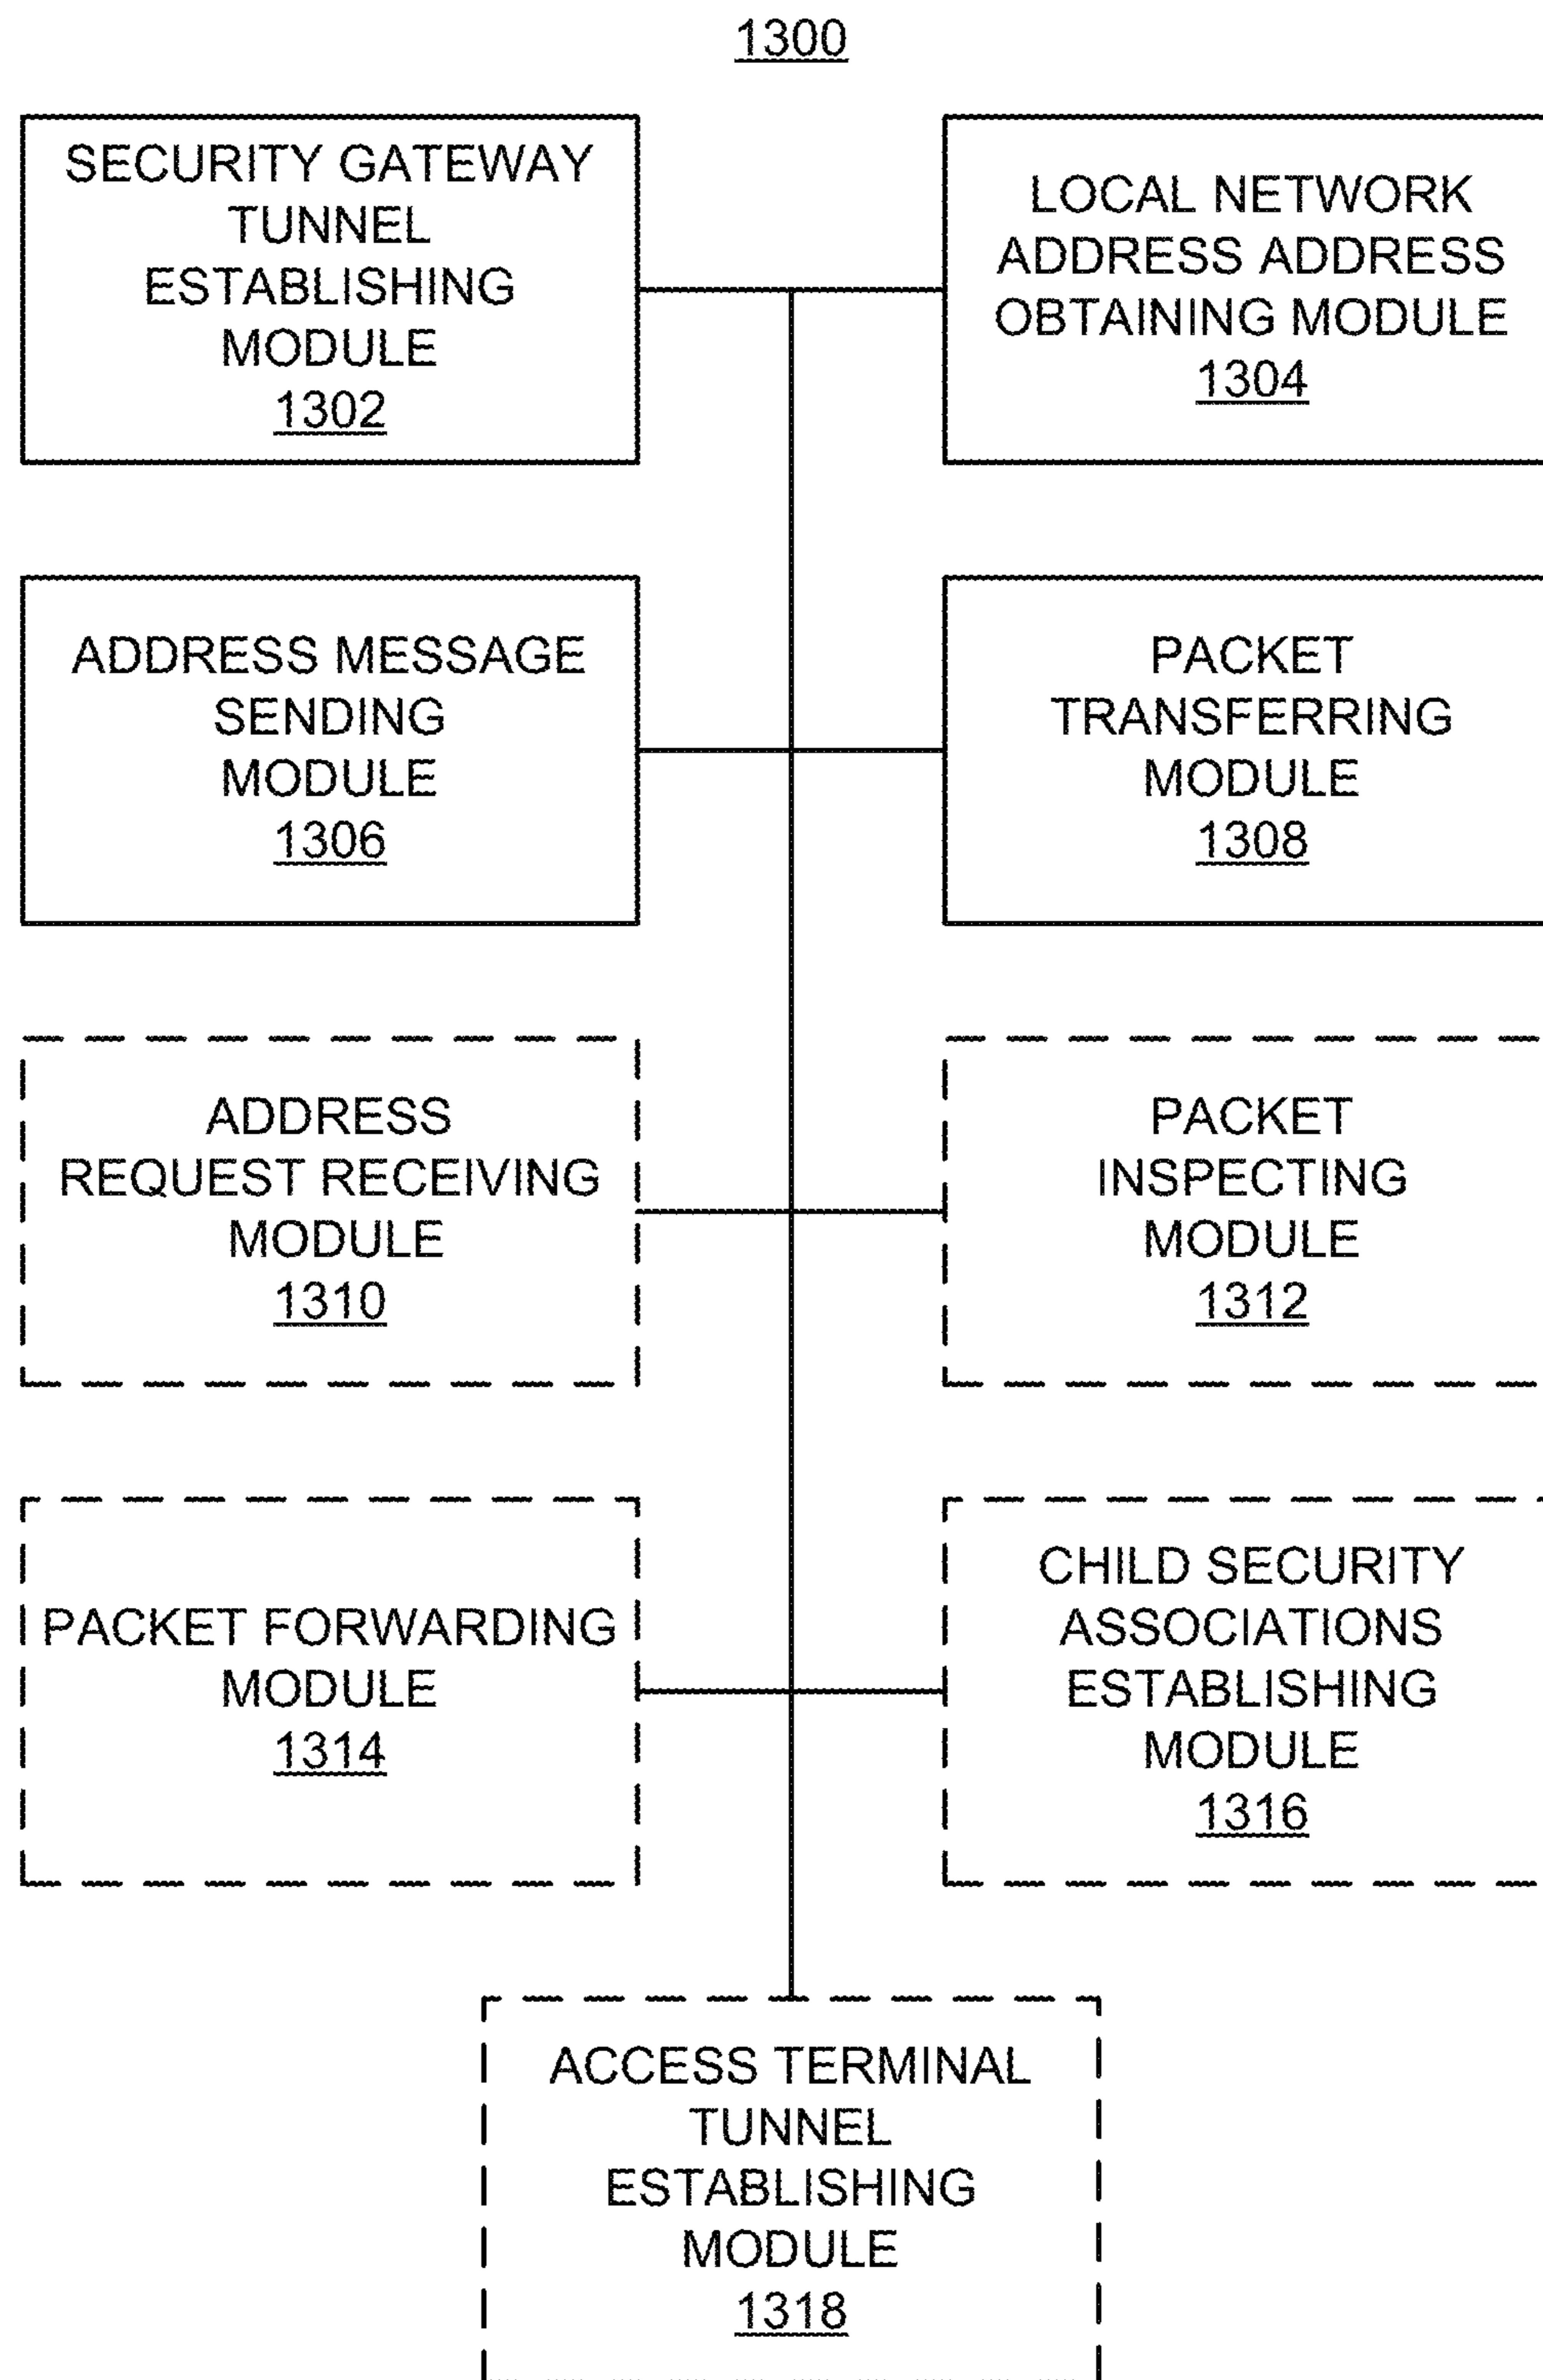 1300
SECURITY GATEWAY
TUNNEL
ESTABLISHING
MODULE
1302
LOCAL NETWORK
ADDRESS ADDRESS
OBTAINING MODULE
1304
ADDRESS MESSAGE
SENDING
MODULE
1306
PACKET
TRANSFERRING
MODULE
1308
ADDRESS
REQUEST RECEIVING
MODULE
1310
PACKET
INSPECTING
MODULE
1312
PACKET FORWARDING
MODULE
1314
CHILD SECURITY
ASSOCIATIONS
ESTABLISHING
MODULE
1316
ACCESS TERMINAL
TUNNEL
ESTABLISHING
MODULE
1318